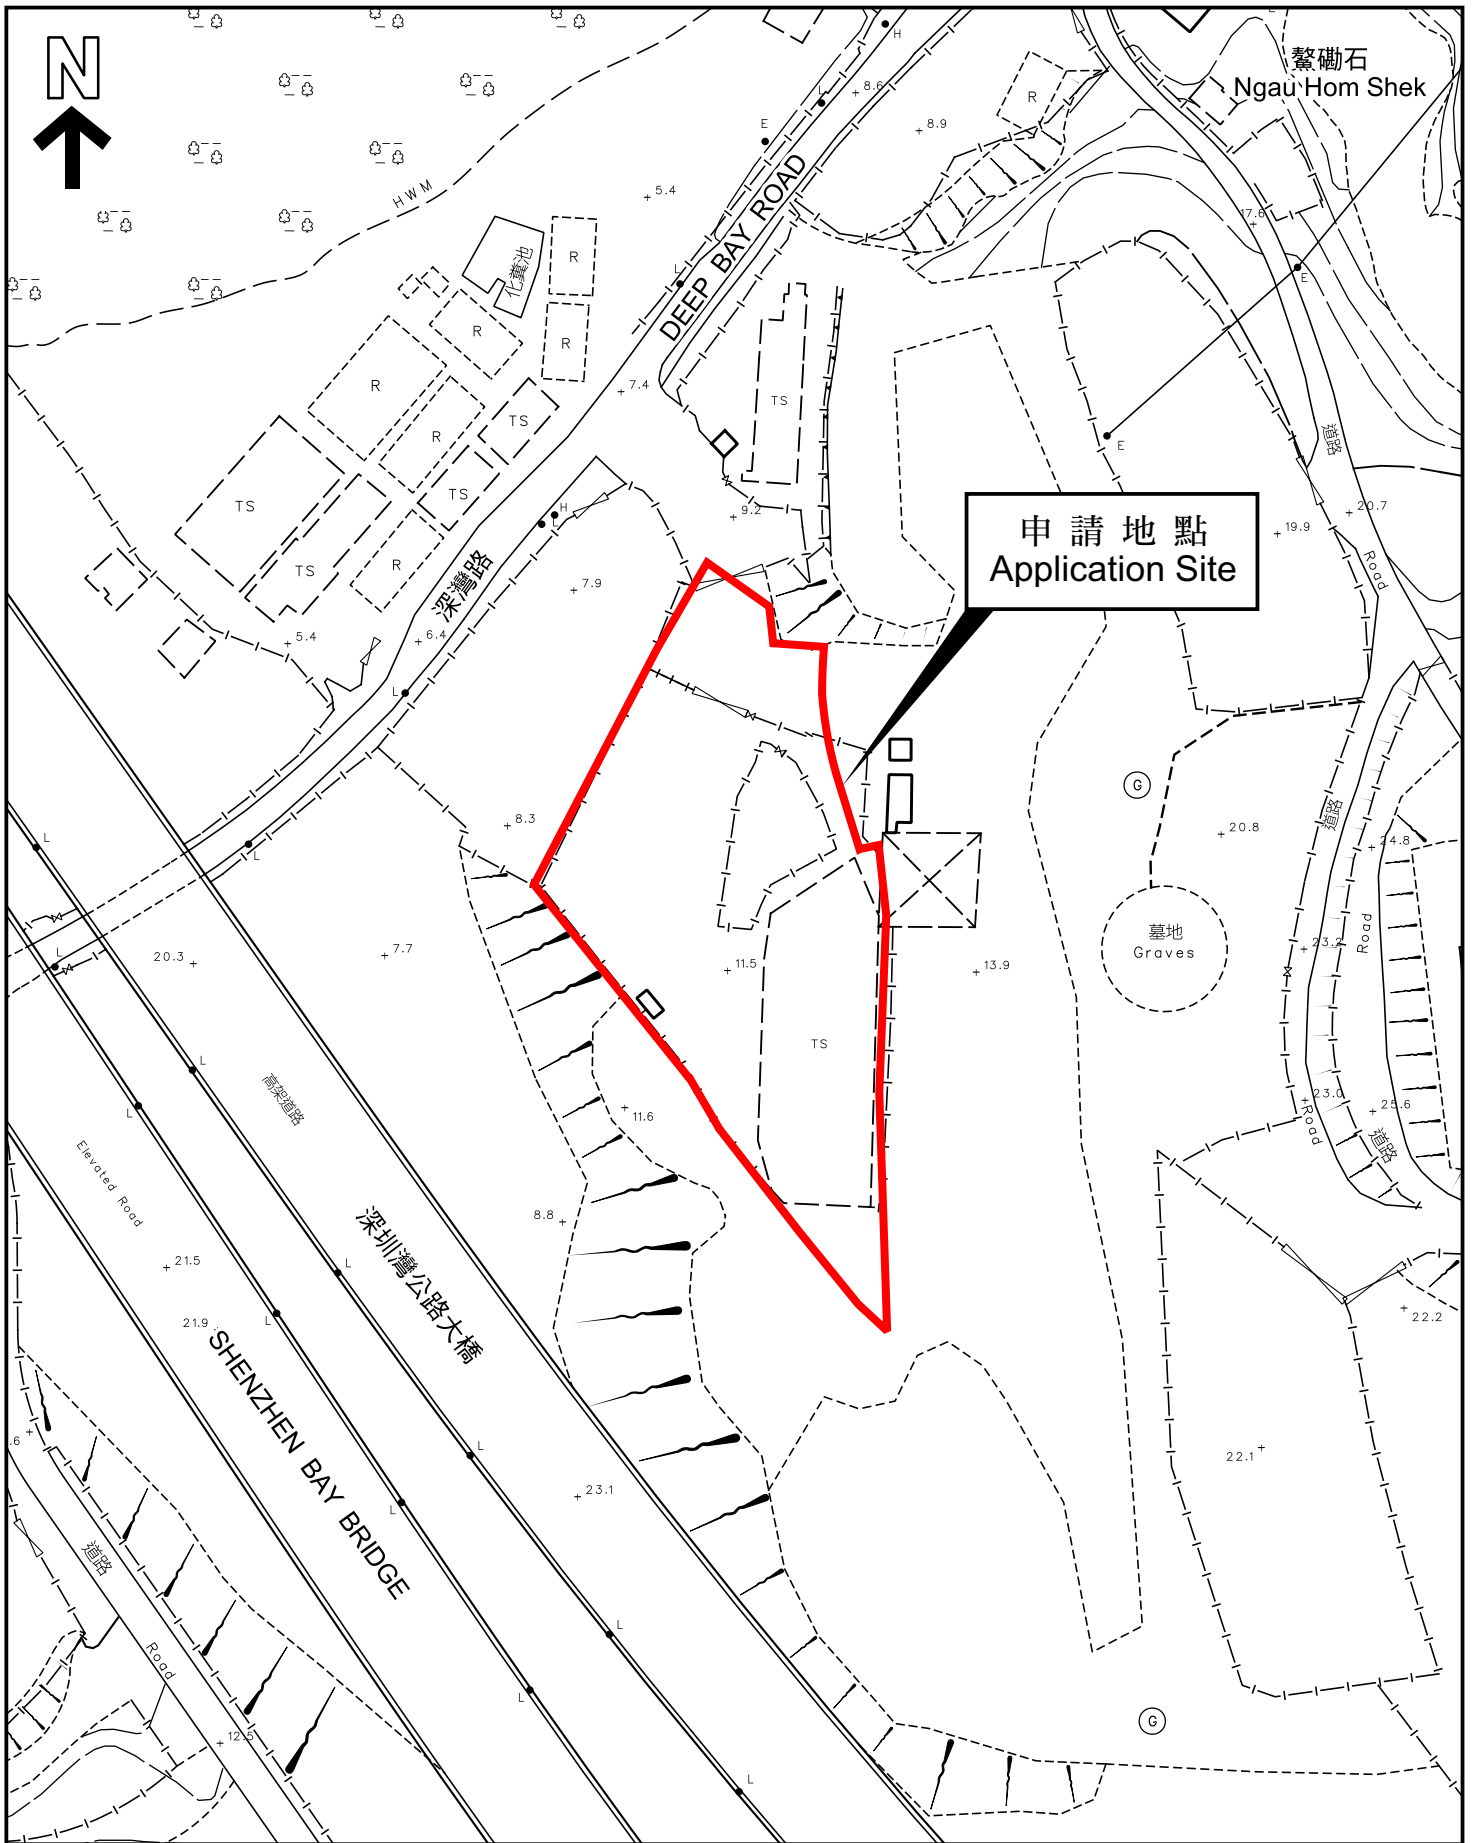 N
鰲磡石
Ngau Hom Shek
H
L
8.6
E
8.9
R
HWM
5.4
DEEP BAY ROAD
17.6
化糞池
R
L
E
R
R
R
7.4
TS
R
TS
E
道路
TS
TS
H
L
9.2
20.7
19.9
申請地點
Application Site
TS
R
深灣路
7.9
Road
5.4
6.4
L
G
道路
8.3
20.8
24.8
L
L
墓地
Graves
23.2
Road
20.3
7.7
L
11.5
13.9
TS
L
高架道路
L
11.6
23.0
25.6
Road
道路
Elevated Road
8.8
深圳灣公路大橋
21.5
L
21.9
L
22.2
SHENZHEN BAY BRIDGE
.6
L
22.1
23.1
L
道路
L
Road
L
G
12.5
L